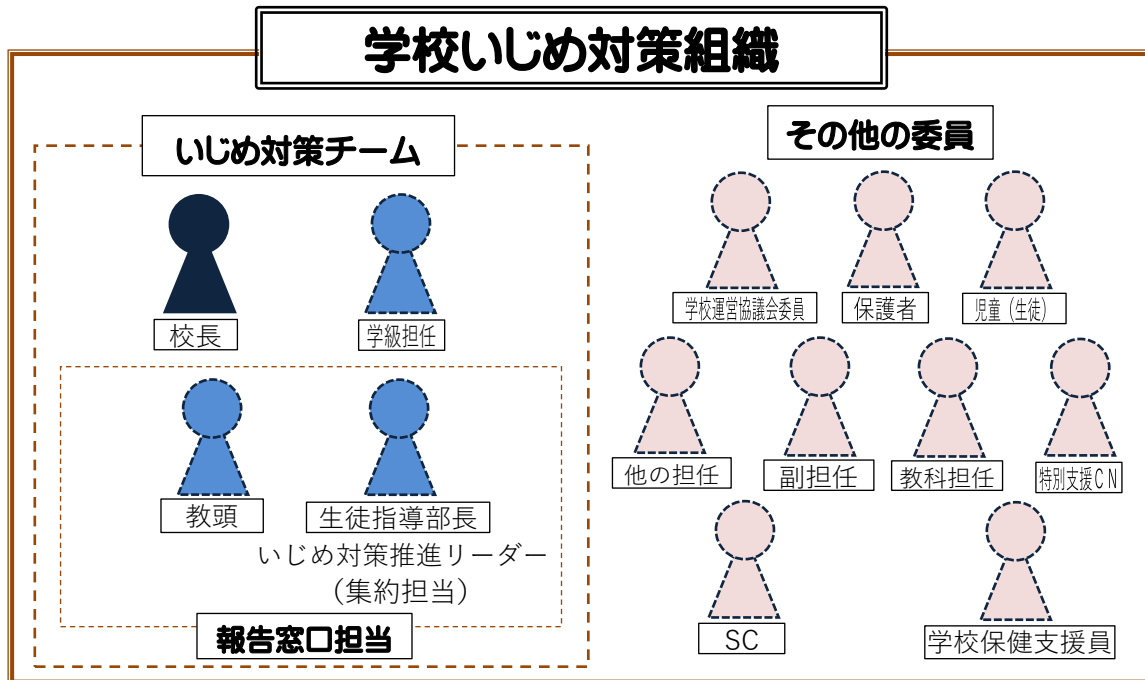 学校いじめ対策組織
いじめ対策チーム
校長
学級担任
教頭
生徒指導部長
いじめ対策推進リーダー
（集約担当）
報告窓口担当
その他の委員
学校運営協議会委員
保護者
児童（生徒）
他の担任
副担任
教科担任
特別支援ＣＮ
SC
学校保健支援員